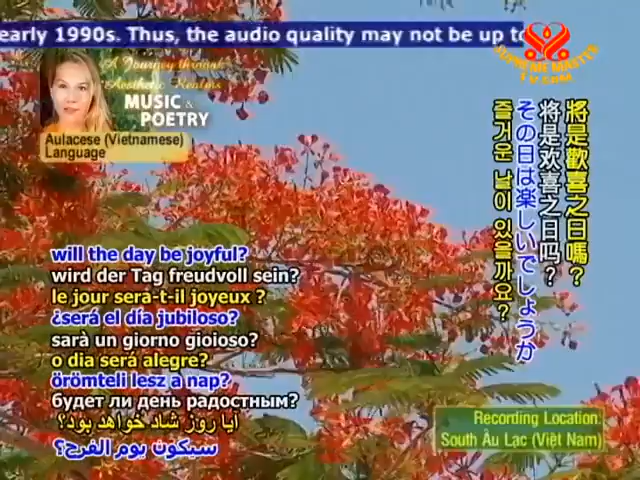 early 1990s. Thus, the audio quality may not be up to
SUPREME MASTER
TV.COM
A Journey through
Aesthetic Realms
MUSIC &
POETRY
Aulacese (Vietnamese)
Language
將是歡喜之日嗎?
将是欢喜之日吗?
その日は楽しいでしょうか
즐거운 날이 있을까요?
will the day be joyful?
wird der Tag freudvoll sein?
le jour sera-t-il joyeux ?
¿será el día jubiloso?
sarà un giorno gioioso?
o dia será alegre?
örömteli lesz a nap?
будет ли день радостным?
آیا روز شاد خواهد بود؟
سيكون يوم الفرح؟
Recording Location:
South Âu Lạc (Việt Nam)